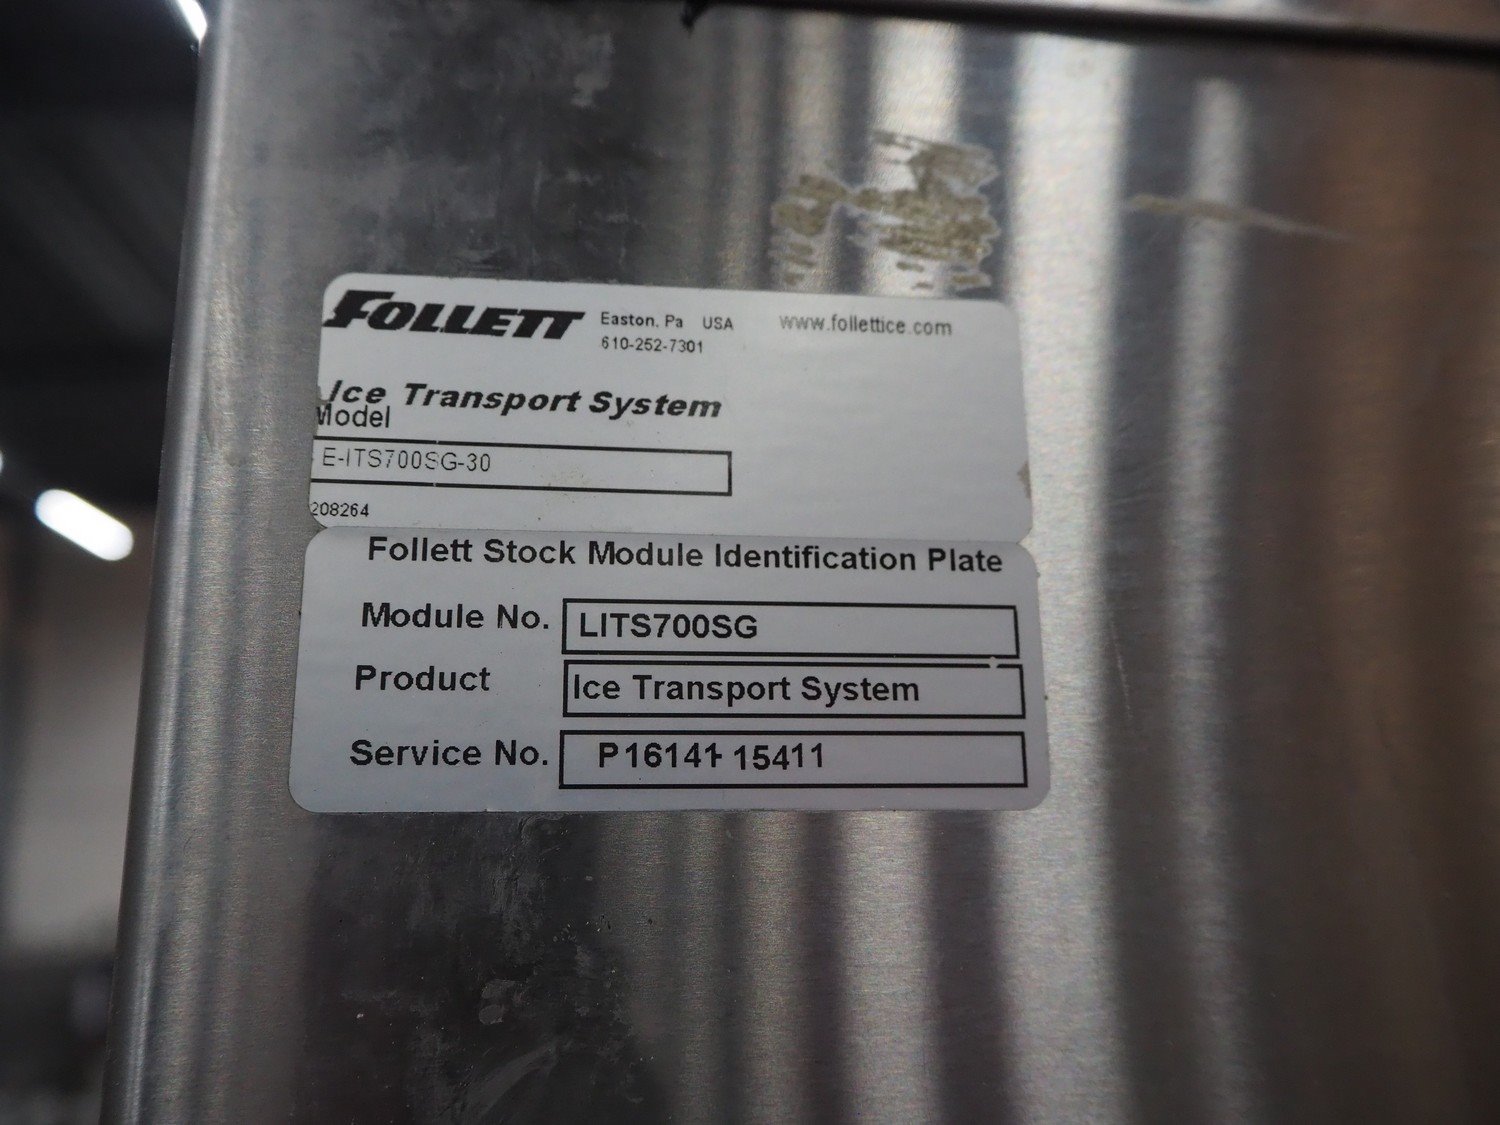 FOLLETT Easton, Pa USA www.follettice.com
610-252-7301
Ice Transport System
Model
E-ITS700SG-30
208264
Follett Stock Module Identification Plate
Module No. LITS700SG
Product Ice Transport System
Service No. P16141-15411